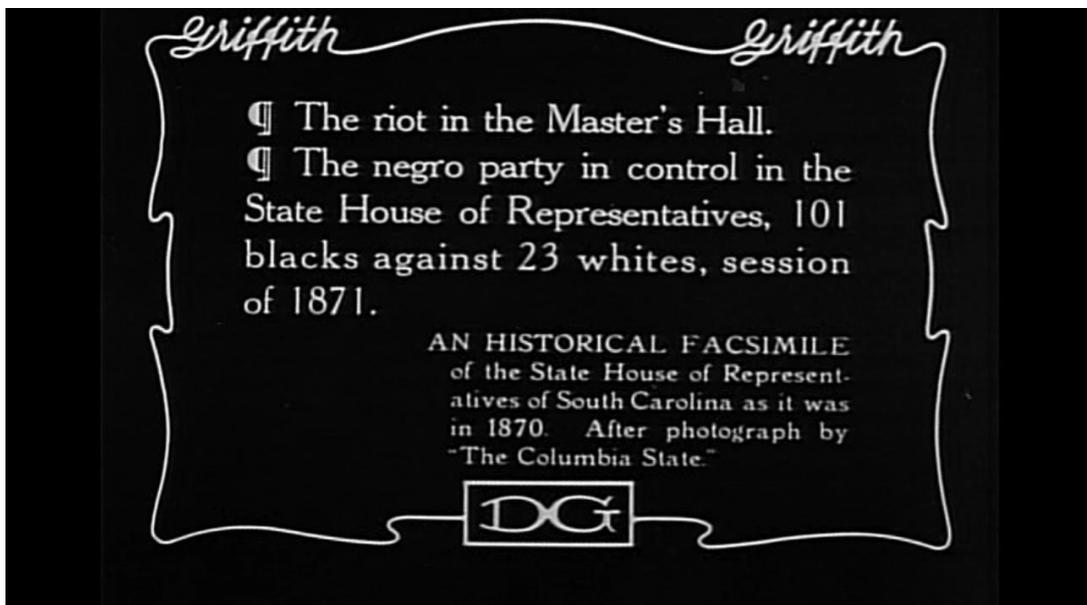 Griffith Griffith
¶ The riot in the Master's Hall.
¶ The negro party in control in the
State House of Representatives, 101
blacks against 23 whites, session
of 1871.
AN HISTORICAL FACSIMILE
of the State House of Represent-
atives of South Carolina as it was
in 1870. After photograph by
"The Columbia State."
DG